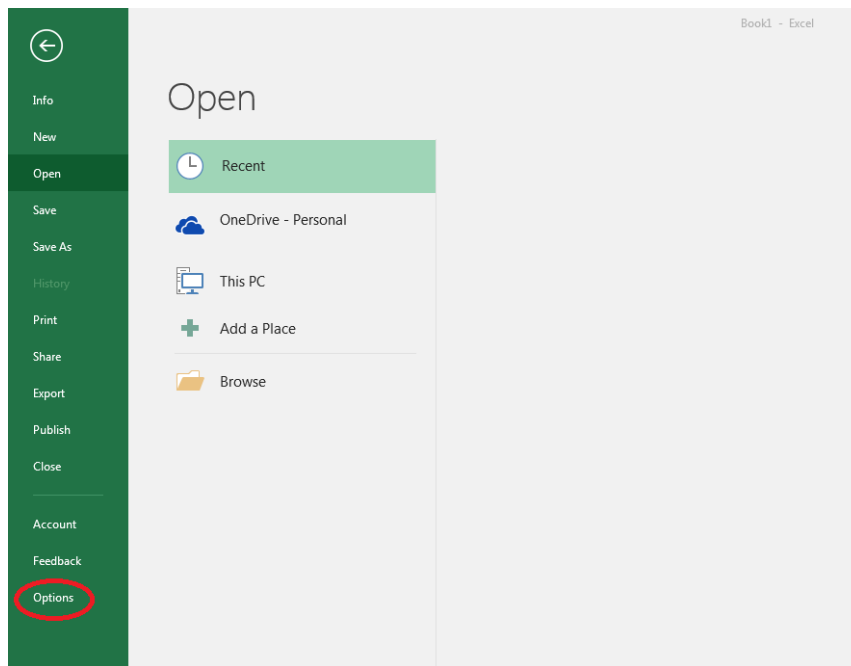 Book1 - Excel
Info
New
Open
Save
Save As
History
Print
Share
Export
Publish
Close
Account
Feedback
Options
Open
Recent
OneDrive - Personal
This PC
Add a Place
Browse